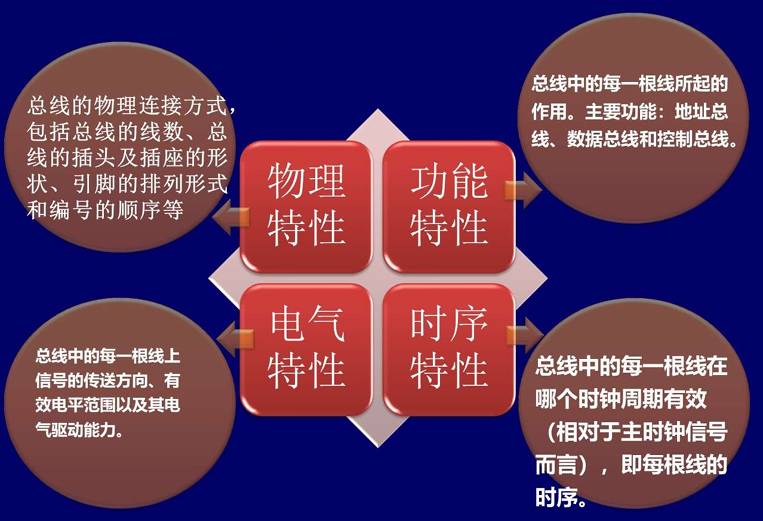 总线的物理连接方式，
包括总线的线数、总
线的插头及插座的形
状、引脚的排列形式
和编号的顺序等
总线中的每一根线所起的
作用。主要功能：地址总
线、数据总线和控制总线。
物理
特性
功能
特性
电气
特性
时序
特性
总线中的每一根线上
信号的传送方向、有
效电平范围以及其电
气驱动能力。
总线中的每一根线在
哪个时钟周期有效
（相对于主时钟信号
而言），即每根线的
时序。